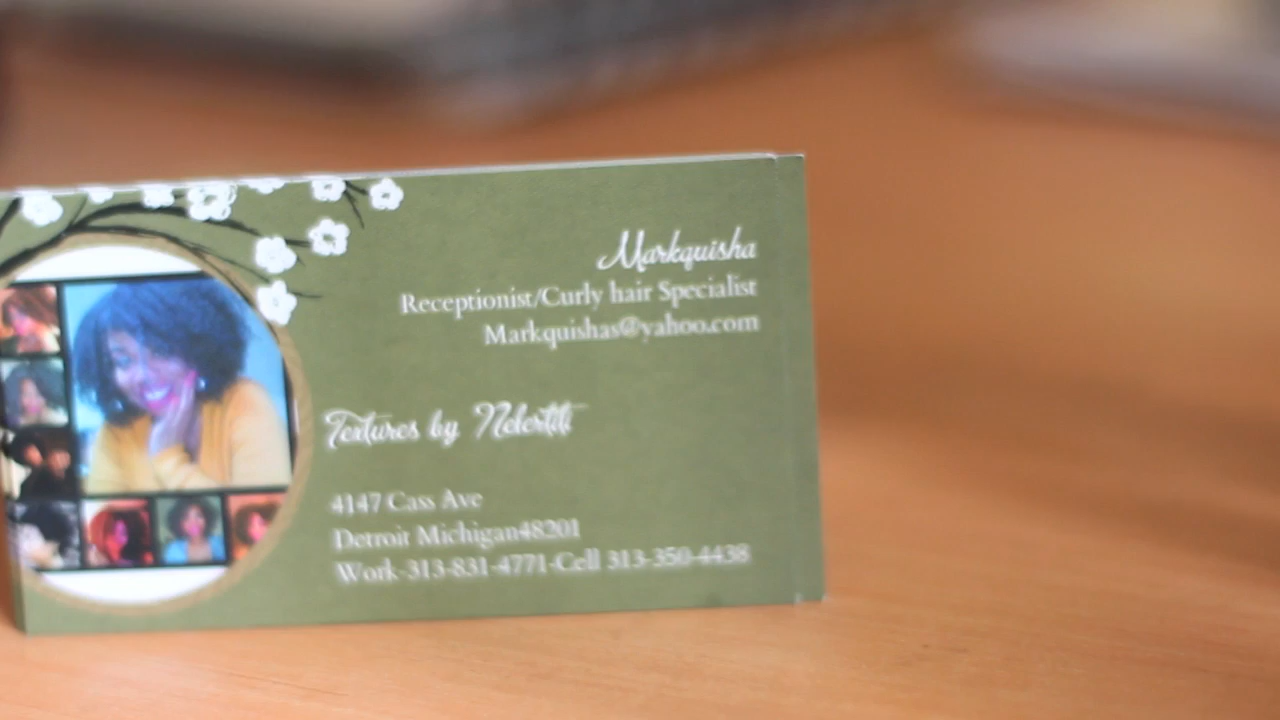 Markquisha
Receptionist/Curly hair Specialist
Markquishas@yahoo.com
Textures by Nefertiti
4147 Cass Ave
Detroit Michigan48201
Work-313-831-4771-Cell 313-350-4438